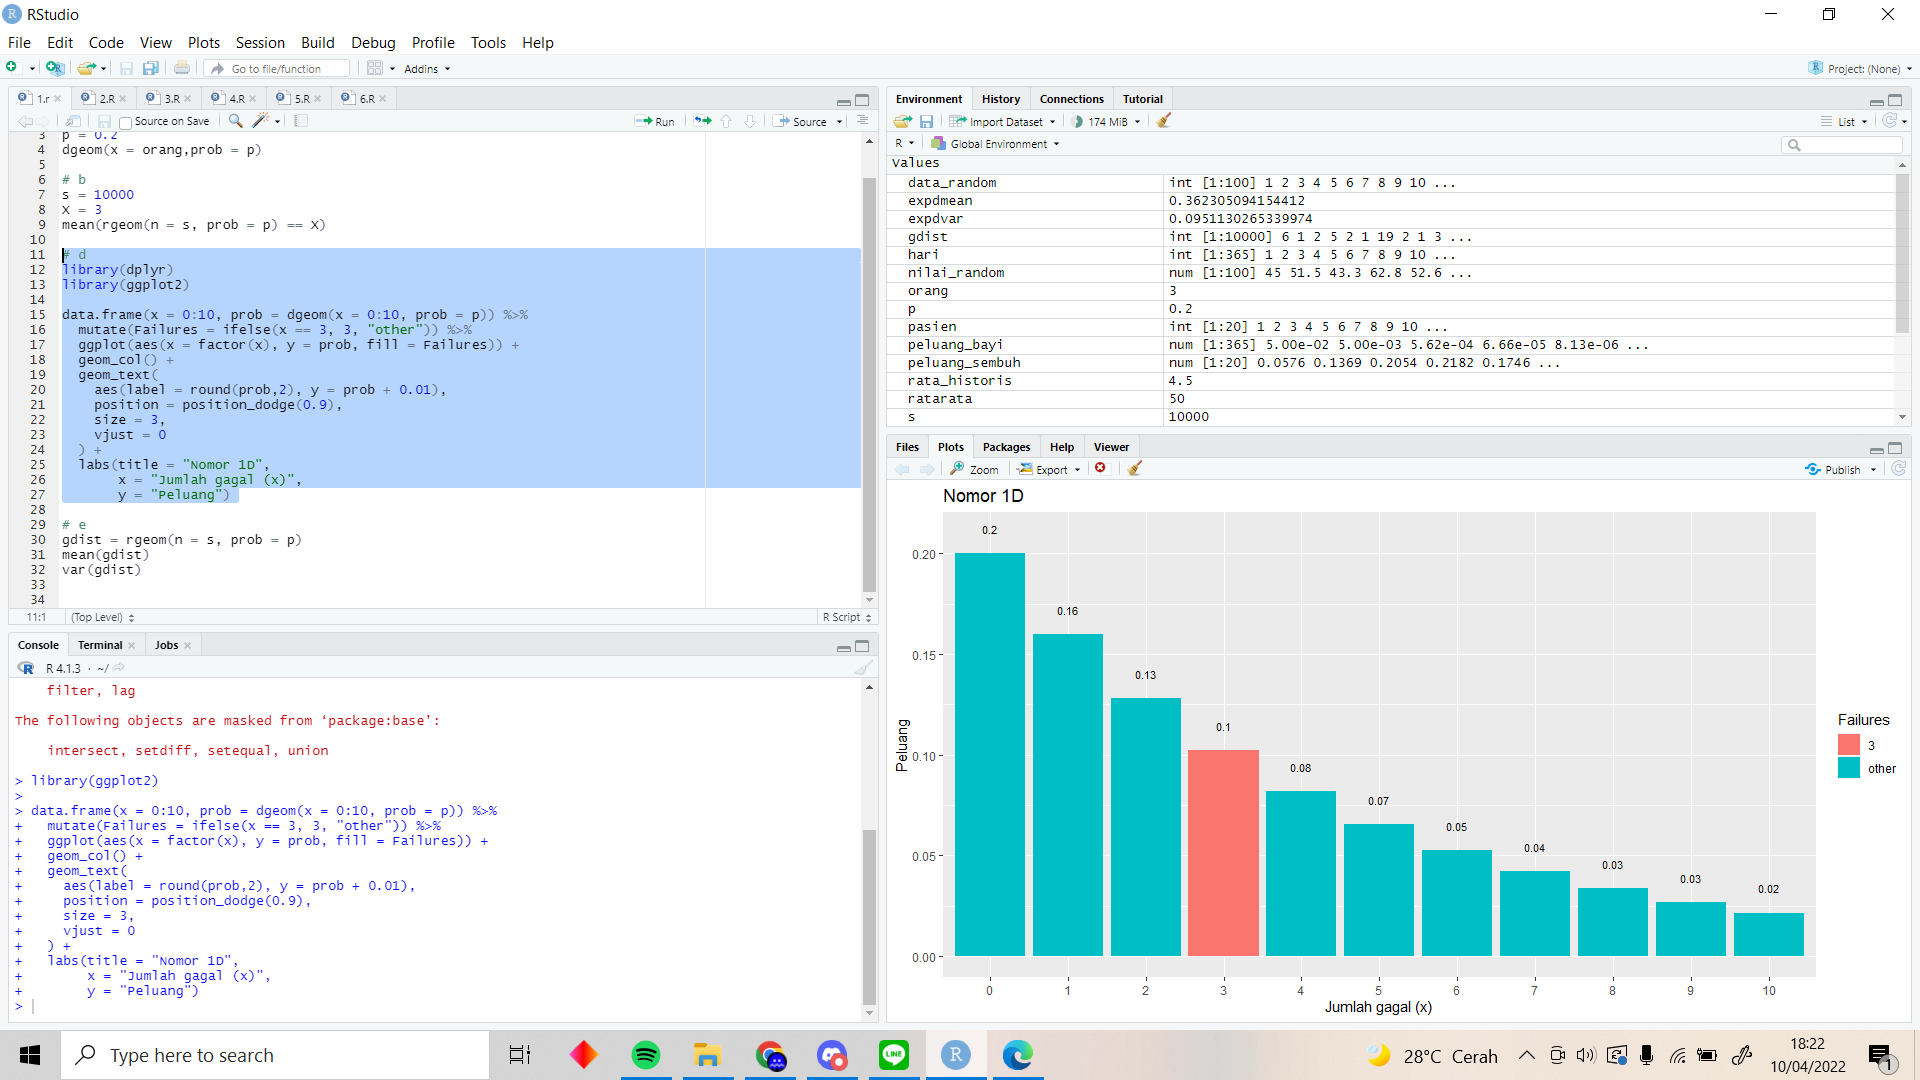 RStudio
File Edit Code View Plots Session Build Debug Profile Tools Help
Go to file/function Addins Project: (None)
1.r 2.R 3.R 4.R 5.R 6.R
Source on Save Run Source
3 p = 0.2
4 dgeom(x = orang,prob = p)
5
6 # b
7 s = 10000
8 X = 3
9 mean(rgeom(n = s, prob = p) == X)
10
11 # d
12 library(dplyr)
13 library(ggplot2)
14
15 data.frame(x = 0:10, prob = dgeom(x = 0:10, prob = p)) %>%
16 mutate(Failures = ifelse(x == 3, 3, "other")) %>%
17 ggplot(aes(x = factor(x), y = prob, fill = Failures)) +
18 geom_col() +
19 geom_text(
20 aes(label = round(prob,2), y = prob + 0.01),
21 position = position_dodge(0.9),
22 size = 3,
23 vjust = 0
24 ) +
25 labs(title = "Nomor 1D",
26 x = "Jumlah gagal (x)",
27 y = "Peluang")
28
29 # e
30 gdist = rgeom(n = s, prob = p)
31 mean(gdist)
32 var(gdist)
33
34
11:1 (Top Level) R Script
Console Terminal Jobs
R R 4.1.3 · ~/
filter, lag
The following objects are masked from ‘package:base’:
intersect, setdiff, setequal, union
> library(ggplot2)
>
> data.frame(x = 0:10, prob = dgeom(x = 0:10, prob = p)) %>%
+ mutate(Failures = ifelse(x == 3, 3, "other")) %>%
+ ggplot(aes(x = factor(x), y = prob, fill = Failures)) +
+ geom_col() +
+ geom_text(
+ aes(label = round(prob,2), y = prob + 0.01),
+ position = position_dodge(0.9),
+ size = 3,
+ vjust = 0
+ ) +
+ labs(title = "Nomor 1D",
+ x = "Jumlah gagal (x)",
+ y = "Peluang")
>
Environment History Connections Tutorial
Import Dataset 174 MiB List
R Global Environment
Values
data_random int [1:100] 1 2 3 4 5 6 7 8 9 10 ...
expdmean 0.362305094154412
expdvar 0.0951130265339974
gdist int [1:10000] 6 1 2 5 2 1 19 2 1 3 ...
hari int [1:365] 1 2 3 4 5 6 7 8 9 10 ...
nilai_random num [1:100] 45 51.5 43.3 62.8 52.6 ...
orang 3
p 0.2
pasien int [1:20] 1 2 3 4 5 6 7 8 9 10 ...
peluang_bayi num [1:365] 5.00e-02 5.00e-03 5.62e-04 6.66e-05 8.13e-06 ...
peluang_sembuh num [1:20] 0.0576 0.1369 0.2054 0.2182 0.1746 ...
rata_historis 4.5
ratarata 50
s 10000
Files Plots Packages Help Viewer
Zoom Export Publish
Nomor 1D
Peluang
0.20
0.15
0.10
0.05
0.00
0.2
0.16
0.13
0.1
0.08
0.07
0.05
0.04
0.03
0.03
0.02
0 1 2 3 4 5 6 7 8 9 10
Jumlah gagal (x)
Failures
3
other
Type here to search
LINE
R
28°C Cerah
18:22
10/04/2022
1